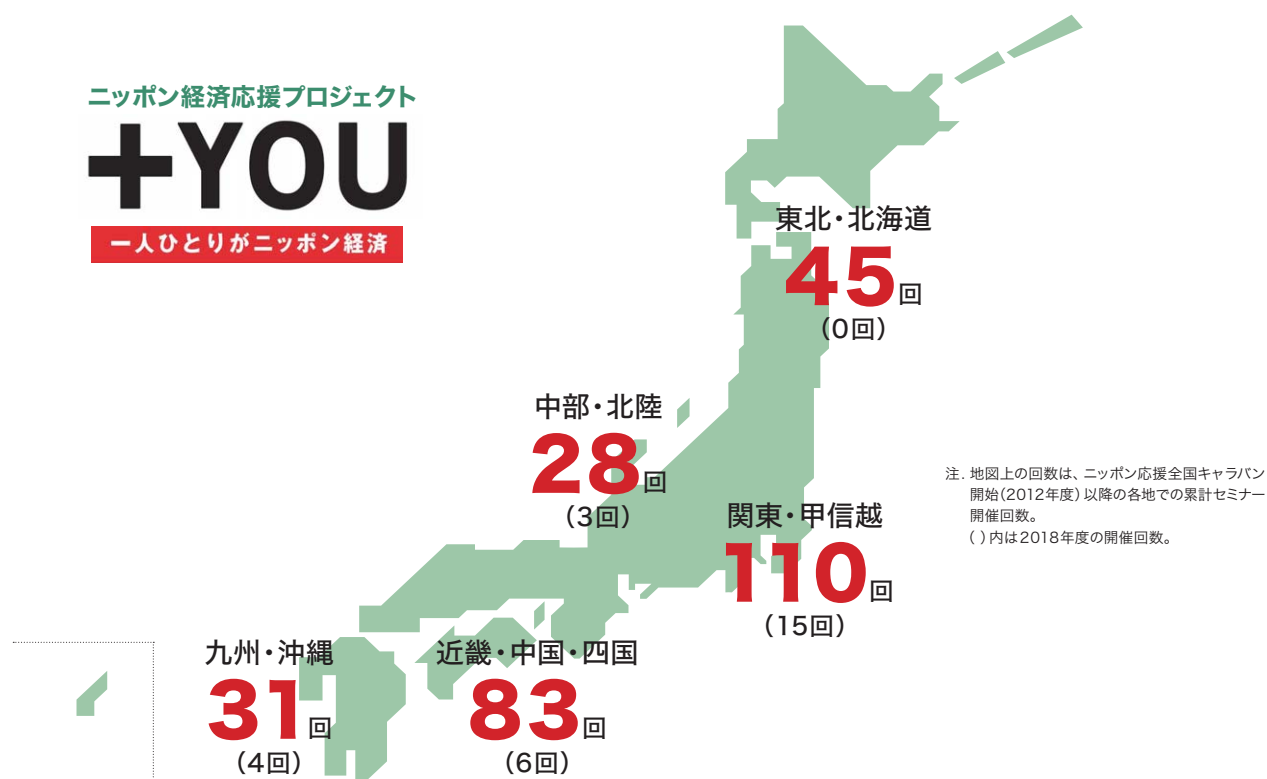 ニッポン経済応援プロジェクト
+YOU
一人ひとりがニッポン経済
東北・北海道
45回
(0回)
中部・北陸
28回
(3回)
関東・甲信越
110回
(15回)
注. 地図上の回数は、ニッポン応援全国キャラバン
開始(2012年度)以降の各地での累計セミナー
開催回数。
( )内は2018年度の開催回数。
九州・沖縄
31回
(4回)
近畿・中国・四国
83回
(6回)